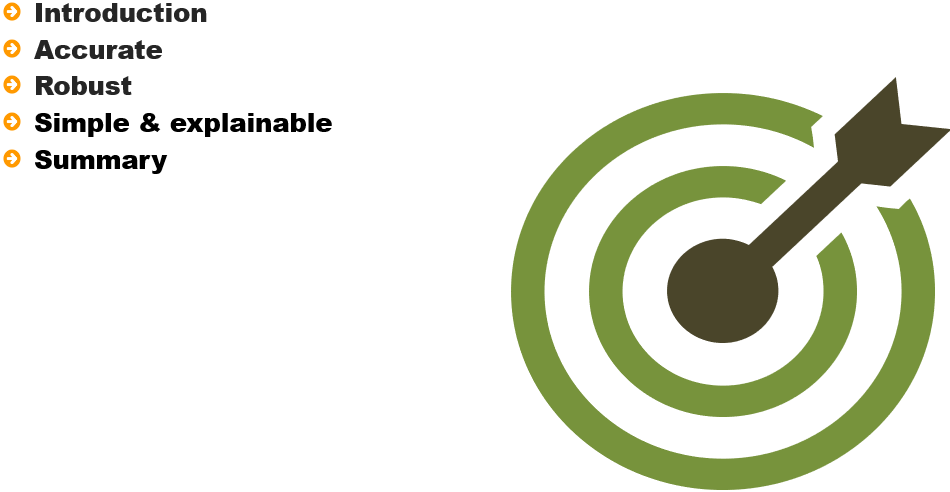 Introduction
Accurate
Robust
Simple & explainable
Summary